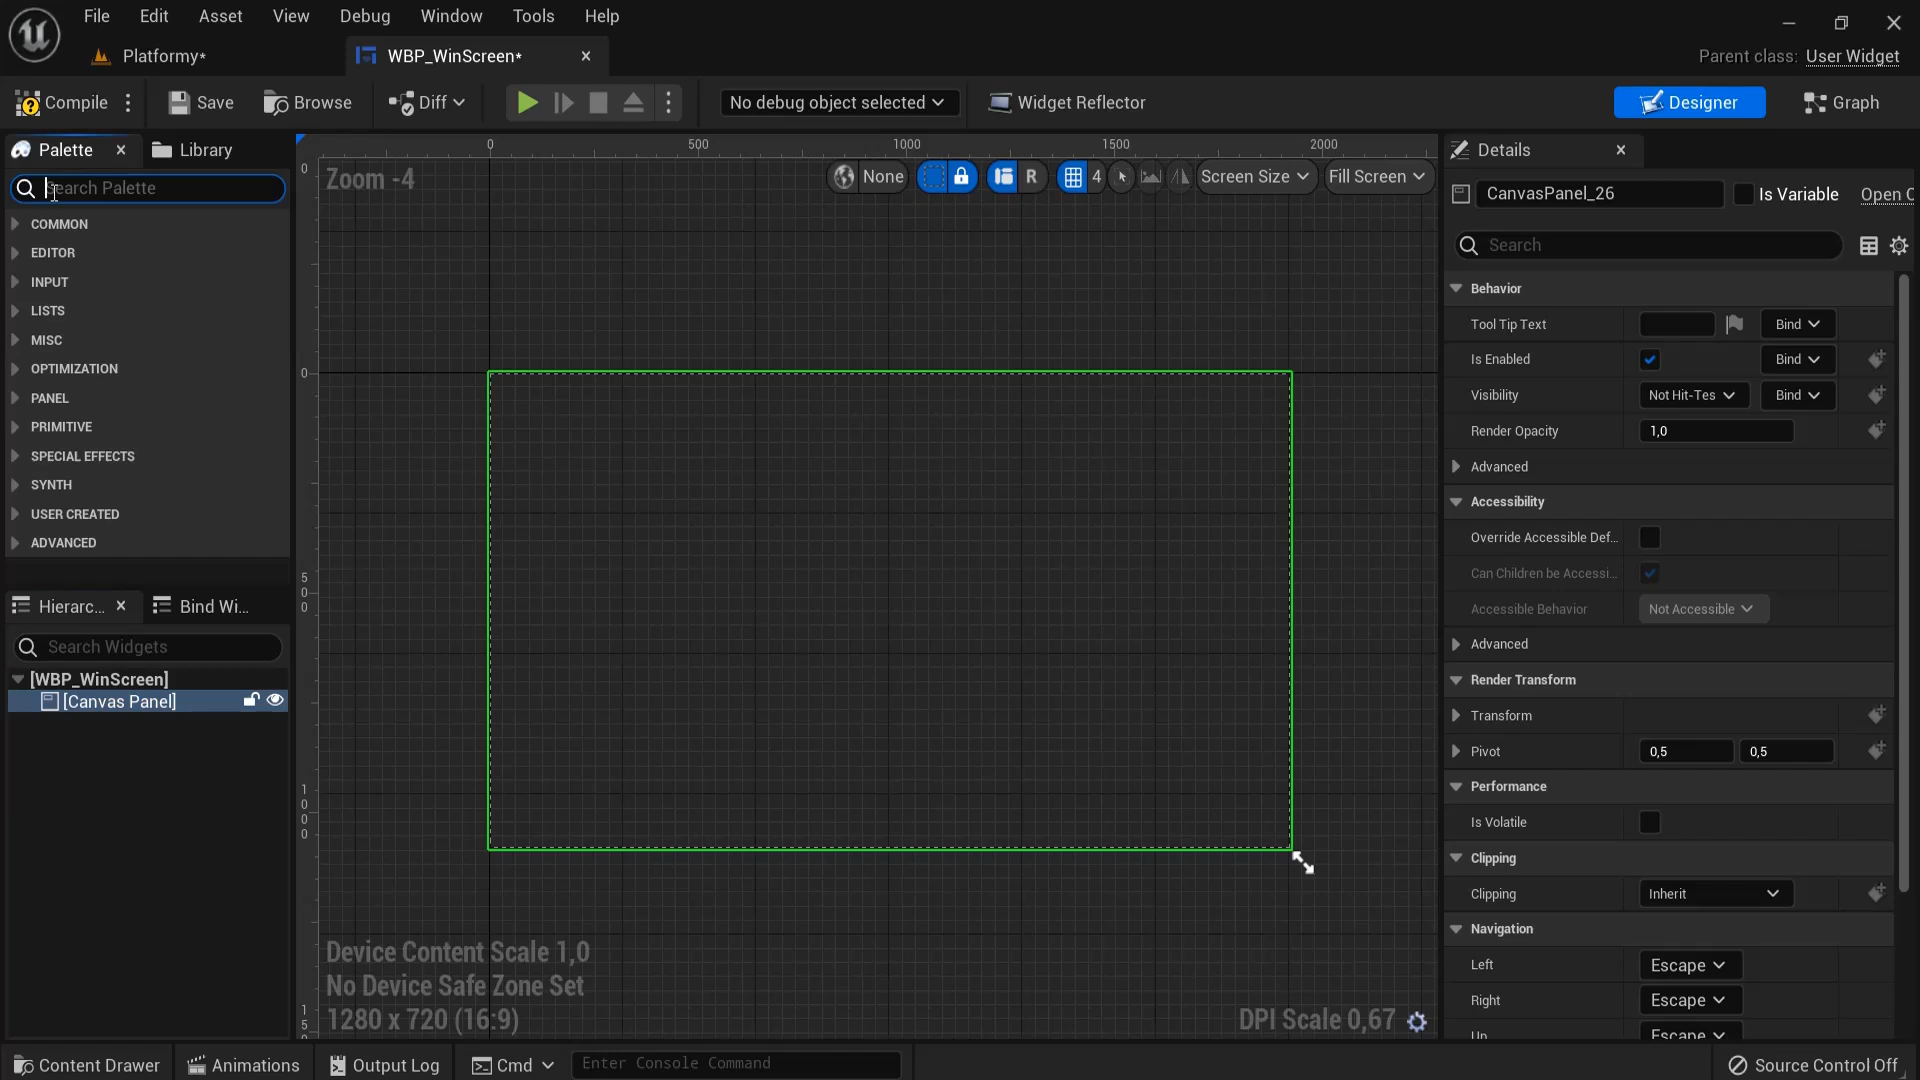 File Edit Asset View Debug Window Tools Help
Platformy* WBP_WinScreen*
Parent class: User Widget
Compile Save Browse Diff No debug object selected Widget Reflector Designer Graph
Palette Library
Search Palette
COMMON
EDITOR
INPUT
LISTS
MISC
OPTIMIZATION
PANEL
PRIMITIVE
SPECIAL EFFECTS
SYNTH
USER CREATED
ADVANCED
Hierarc... Bind Wi...
Search Widgets
[WBP_WinScreen]
[Canvas Panel]
0 500 1000 1500 2000
0
0
5
0
0
1
0
0
0
1
5
Zoom -4
None R 4 Screen Size Fill Screen
Device Content Scale 1,0
No Device Safe Zone Set
1280 x 720 (16:9)
DPI Scale 0,67
Details
CanvasPanel_26 Is Variable Open C
Search
Behavior
Tool Tip Text Bind
Is Enabled Bind
Visibility Not Hit-Tes Bind
Render Opacity 1,0
Advanced
Accessibility
Override Accessible Def...
Can Children be Accessi...
Accessible Behavior Not Accessible
Advanced
Render Transform
Transform
Pivot 0,5 0,5
Performance
Is Volatile
Clipping
Clipping Inherit
Navigation
Left Escape
Right Escape
Up Escape
Content Drawer Animations Output Log Cmd Enter Console Command Source Control Off